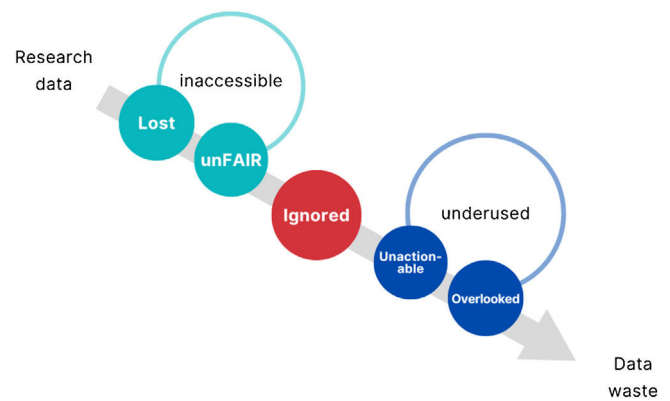 Research
data
inaccessible
Lost
unFAIR
Ignored
underused
Unaction-
able
Overlooked
Data
waste